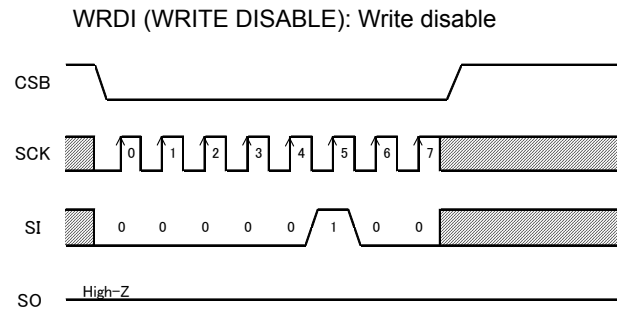 WRDI (WRITE DISABLE): Write disable
CSB
SCK 0 1 2 3 4 5 6 7
SI 0 0 0 0 0 1 0 0
SO High-Z